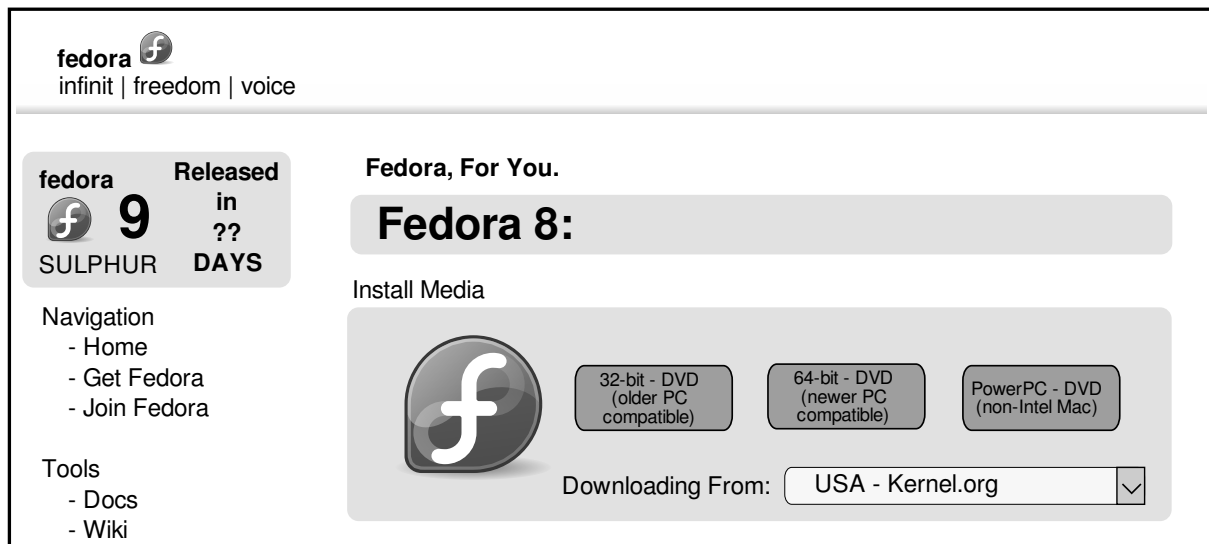 fedora
infinit | freedom | voice
fedora
9
SULPHUR
Released
in
??
DAYS
Navigation
- Home
- Get Fedora
- Join Fedora
Tools
- Docs
- Wiki
Fedora, For You.
Fedora 8:
Install Media
32-bit - DVD
(older PC
compatible)
64-bit - DVD
(newer PC
compatible)
PowerPC - DVD
(non-Intel Mac)
Downloading From:
USA - Kernel.org